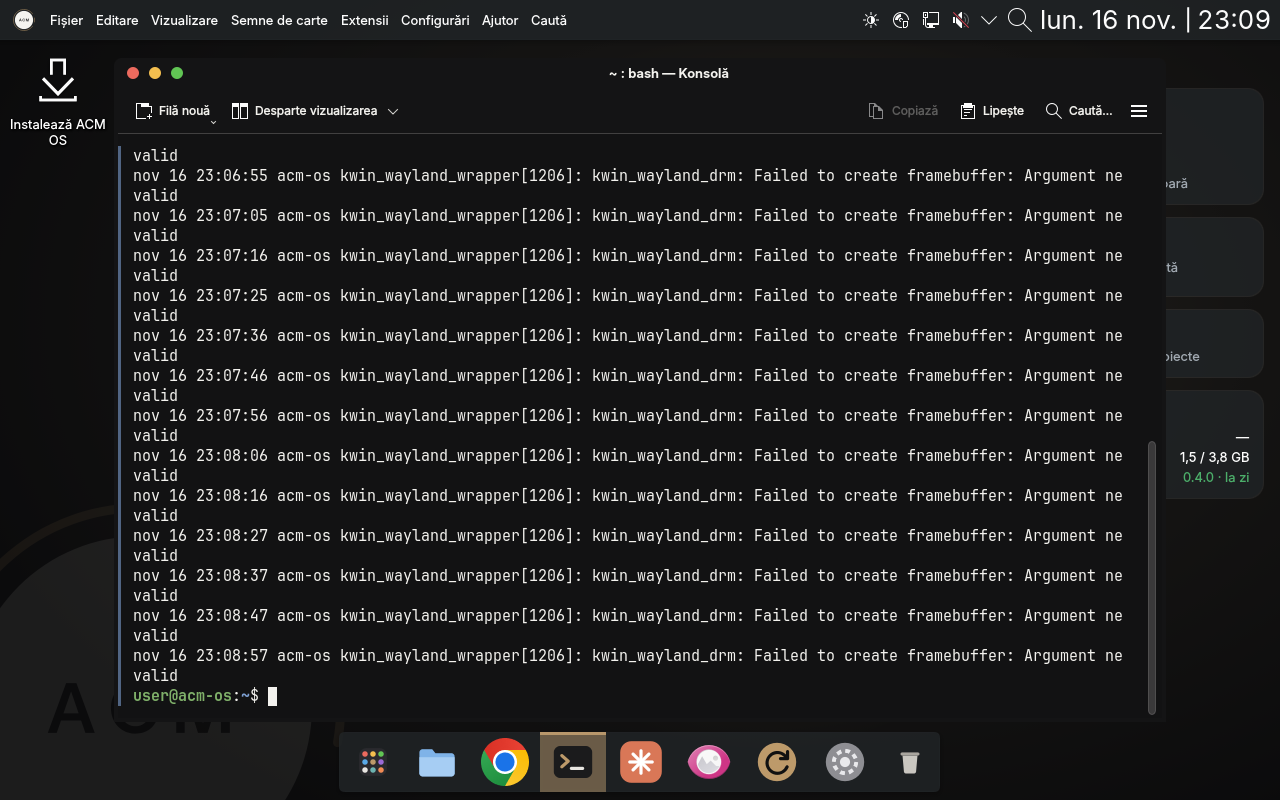 ACM Fișier Editare Vizualizare Semne de carte Extensii Configurări Ajutor Caută lun. 16 nov. | 23:09
Instalează ACM
OS
~ : bash — Konsolă
Filă nouă Desparte vizualizarea Copiază Lipește Caută...
valid
nov 16 23:06:55 acm-os kwin_wayland_wrapper[1206]: kwin_wayland_drm: Failed to create framebuffer: Argument ne
valid
nov 16 23:07:05 acm-os kwin_wayland_wrapper[1206]: kwin_wayland_drm: Failed to create framebuffer: Argument ne
valid
nov 16 23:07:16 acm-os kwin_wayland_wrapper[1206]: kwin_wayland_drm: Failed to create framebuffer: Argument ne
valid
nov 16 23:07:25 acm-os kwin_wayland_wrapper[1206]: kwin_wayland_drm: Failed to create framebuffer: Argument ne
valid
nov 16 23:07:36 acm-os kwin_wayland_wrapper[1206]: kwin_wayland_drm: Failed to create framebuffer: Argument ne
valid
nov 16 23:07:46 acm-os kwin_wayland_wrapper[1206]: kwin_wayland_drm: Failed to create framebuffer: Argument ne
valid
nov 16 23:07:56 acm-os kwin_wayland_wrapper[1206]: kwin_wayland_drm: Failed to create framebuffer: Argument ne
valid
nov 16 23:08:06 acm-os kwin_wayland_wrapper[1206]: kwin_wayland_drm: Failed to create framebuffer: Argument ne
valid
nov 16 23:08:16 acm-os kwin_wayland_wrapper[1206]: kwin_wayland_drm: Failed to create framebuffer: Argument ne
valid
nov 16 23:08:27 acm-os kwin_wayland_wrapper[1206]: kwin_wayland_drm: Failed to create framebuffer: Argument ne
valid
nov 16 23:08:37 acm-os kwin_wayland_wrapper[1206]: kwin_wayland_drm: Failed to create framebuffer: Argument ne
valid
nov 16 23:08:47 acm-os kwin_wayland_wrapper[1206]: kwin_wayland_drm: Failed to create framebuffer: Argument ne
valid
nov 16 23:08:57 acm-os kwin_wayland_wrapper[1206]: kwin_wayland_drm: Failed to create framebuffer: Argument ne
valid
user@acm-os:~$
—
1,5 / 3,8 GB
0.4.0 · la zi
ACM